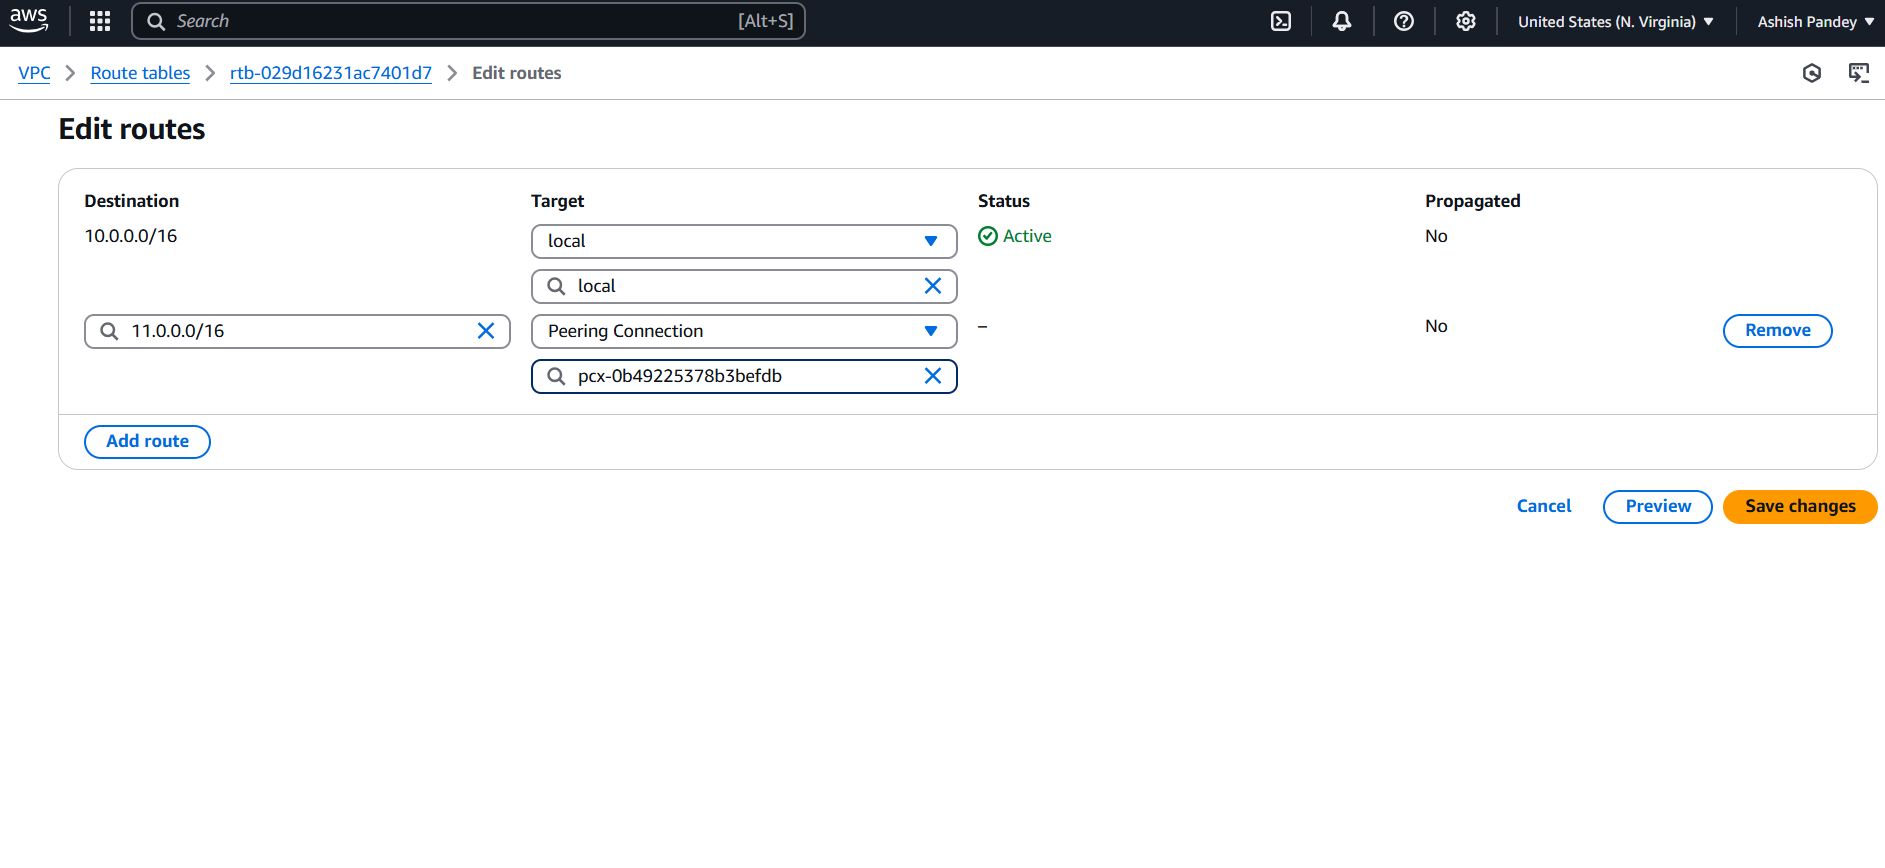 aws Search [Alt+S] United States (N. Virginia) Ashish Pandey
VPC Route tables rtb-029d16231ac7401d7 Edit routes
Edit routes
Destination Target Status Propagated
10.0.0.0/16 local Active No
local
11.0.0.0/16 Peering Connection – No Remove
pcx-0b49225378b3befdb
Add route
Cancel Preview Save changes